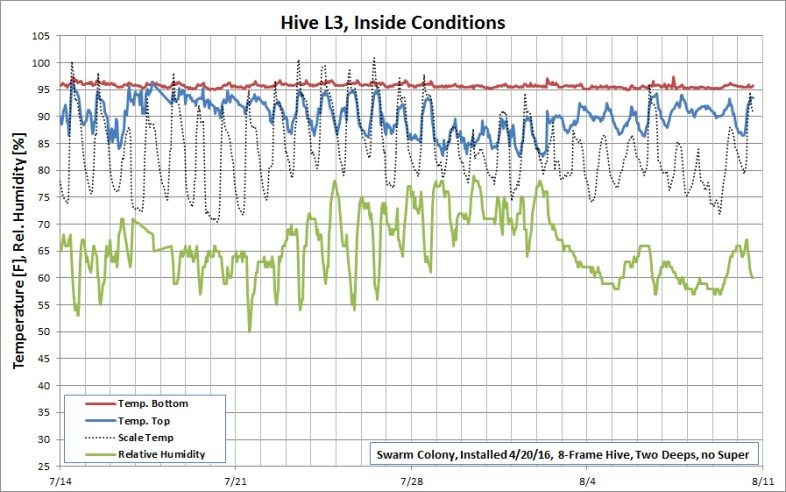 Hive L3, Inside Conditions
Temperature [F], Rel. Humidity [%]
105
100
95
90
85
80
75
70
65
60
55
50
45
40
35
30
25
Temp. Bottom
Temp. Top
Scale Temp
Relative Humidity
Swarm Colony, Installed 4/20/16, 8-Frame Hive, Two Deeps, no Super
7/14 7/21 7/28 8/4 8/11